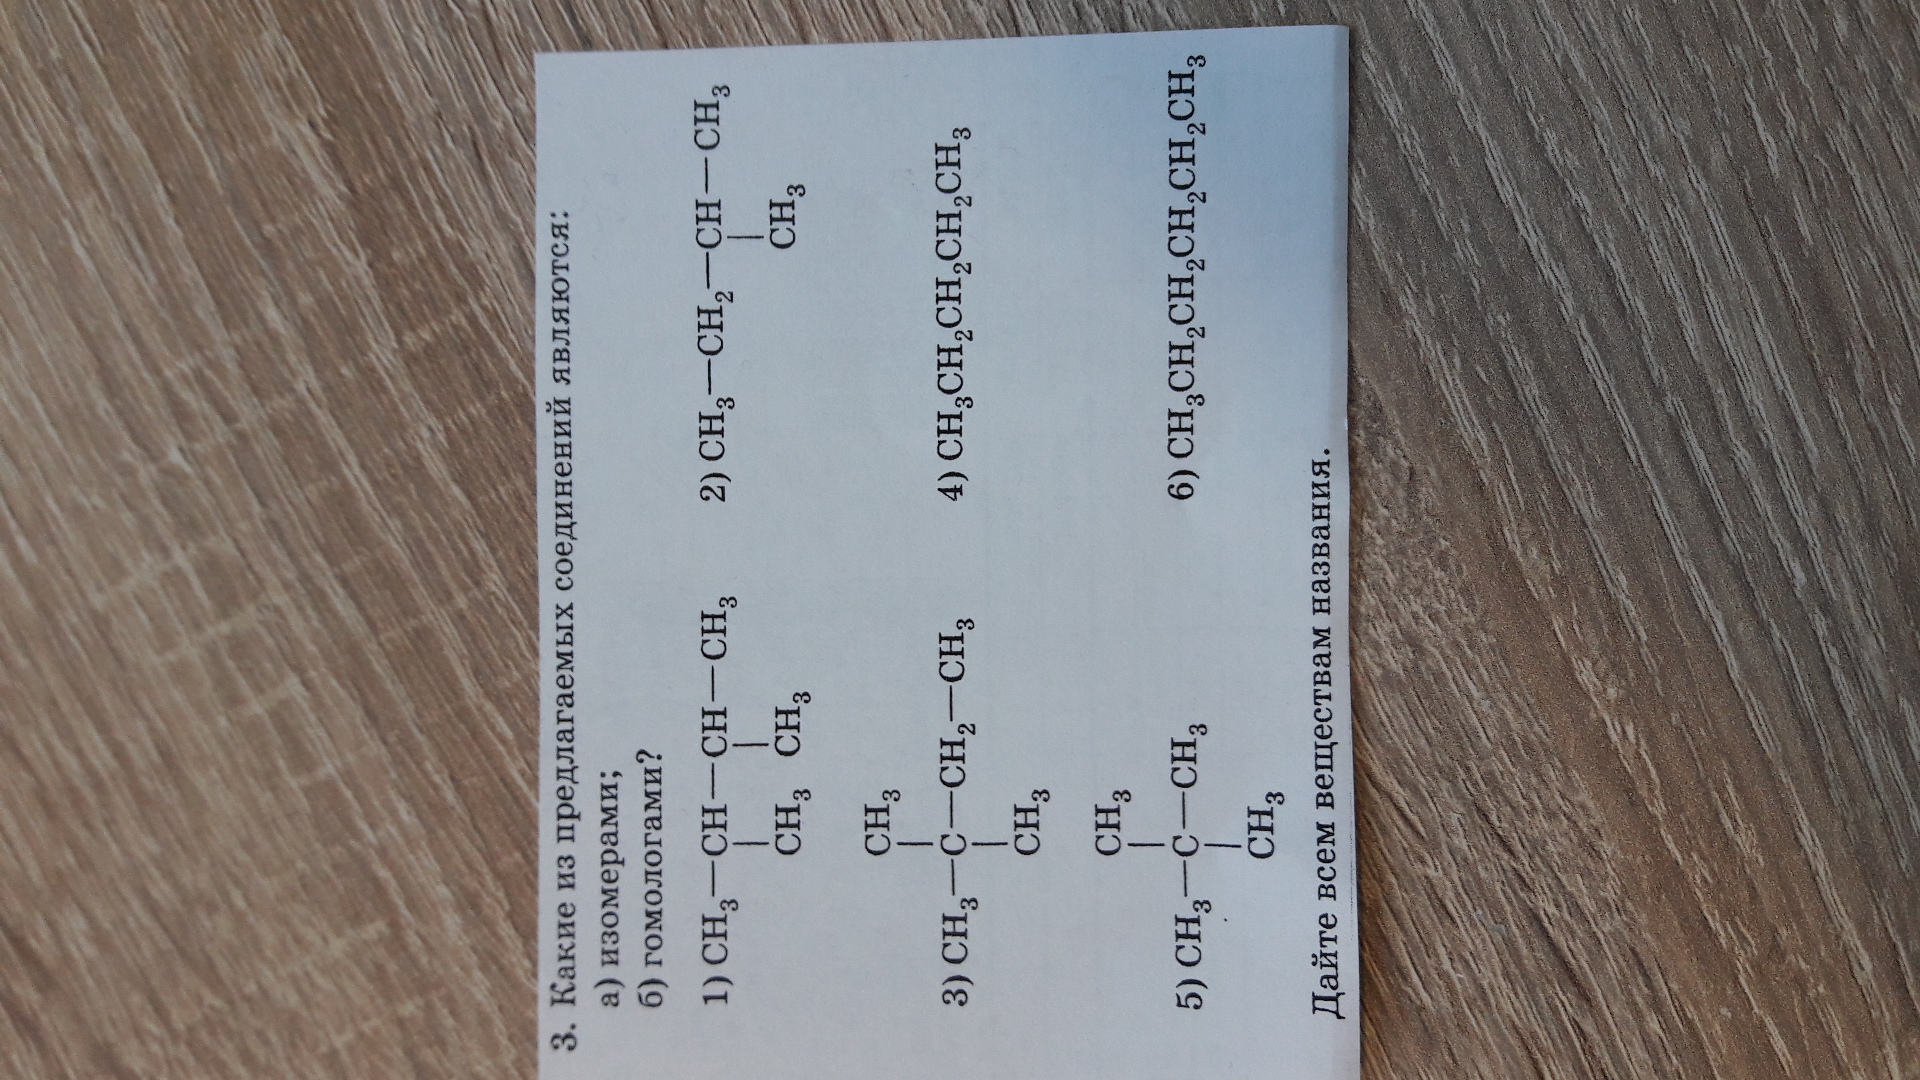 3. Какие из предлагаемых соединений являются:
а) изомерами;
б) гомологами?
1) CH₃—CH—CH—CH₃ 2) CH₃—CH₂—CH—CH₃
| | |
CH₃ CH₃ CH₃
CH₃
|
3) CH₃—C—CH₂—CH₃ 4) CH₃CH₂CH₂CH₂CH₂CH₃
|
CH₃
CH₃
|
5) CH₃—C—CH₃ 6) CH₃CH₂CH₂CH₂CH₂CH₂CH₃
|
CH₃
Дайте всем веществам названия.